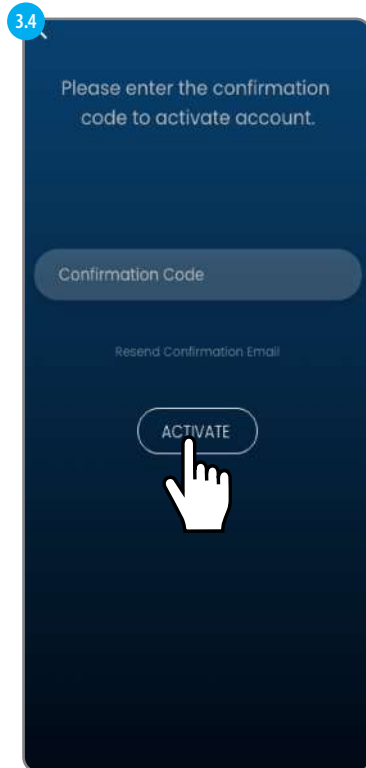 3.4
Please enter the confirmation
code to activate account.
Confirmation Code
Resend Confirmation Email
ACTIVATE